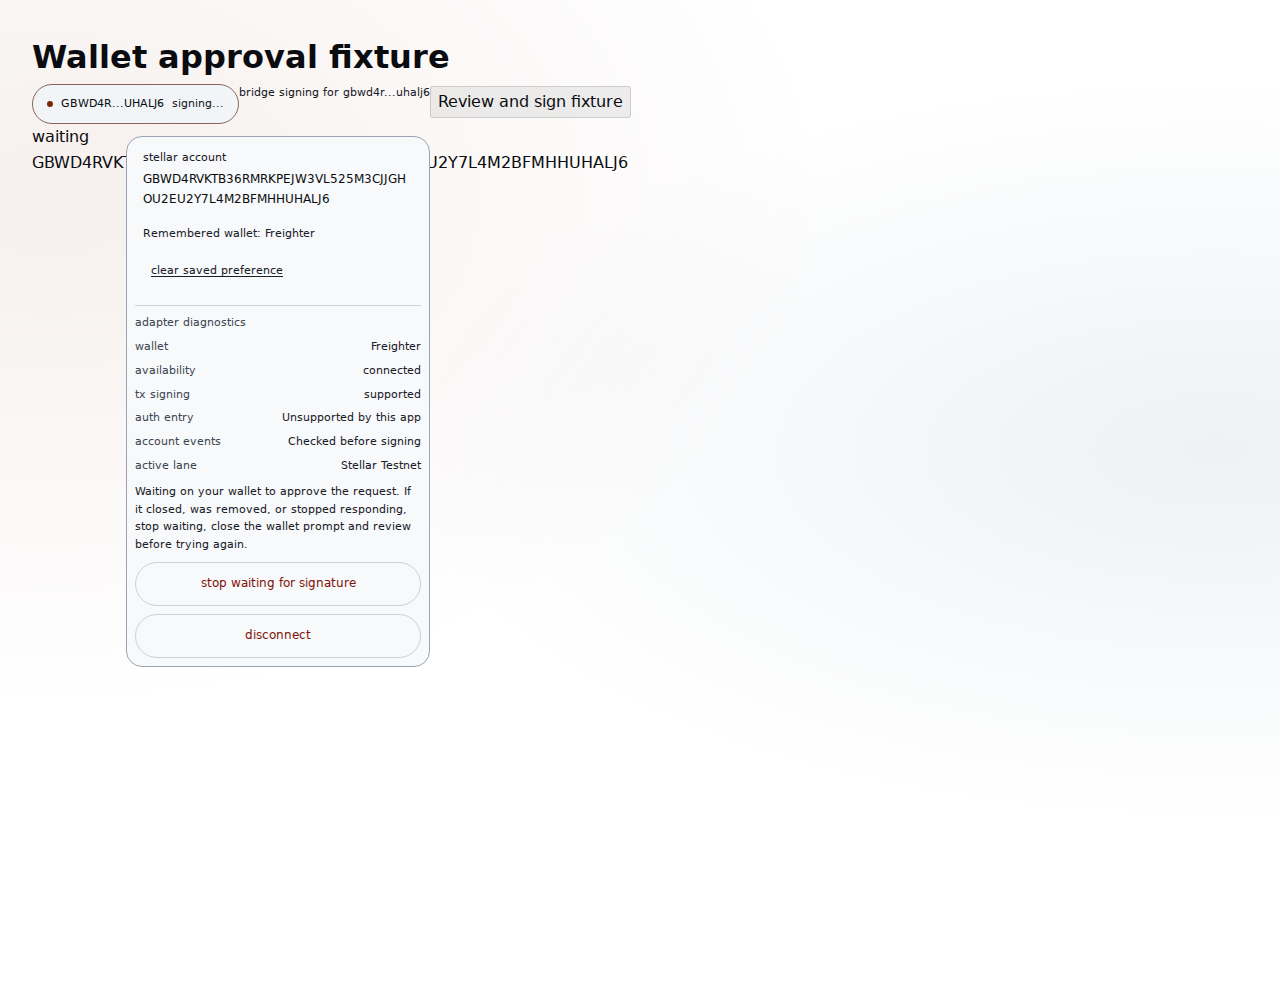 Wallet approval fixture
GBWD4R...UHALJ6 signing...
bridge signing for gbwd4r...uhalj6
Review and sign fixture
waiting
GBWD4RVKT
U2Y7L4M2BFMHHUHALJ6
stellar account
GBWD4RVKTB36RMRKPEJW3VL525M3CJJGH
OU2EU2Y7L4M2BFMHHUHALJ6
Remembered wallet: Freighter
clear saved preference
adapter diagnostics
wallet Freighter
availability connected
tx signing supported
auth entry Unsupported by this app
account events Checked before signing
active lane Stellar Testnet
Waiting on your wallet to approve the request. If
it closed, was removed, or stopped responding,
stop waiting, close the wallet prompt and review
before trying again.
stop waiting for signature
disconnect